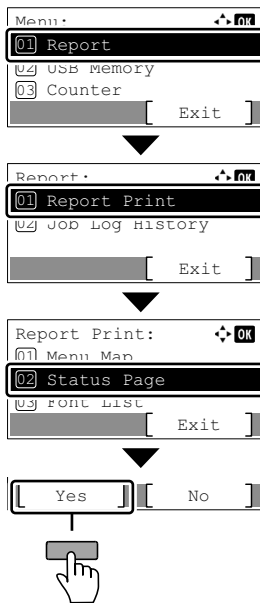 Menu: OK
01 Report
02 USB Memory
03 Counter
[ Exit ]
Report: OK
01 Report Print
02 Job Log History
[ Exit ]
Report Print: OK
01 Menu Map
02 Status Page
03 Font List
[ Exit ]
[ Yes ] [ No ]